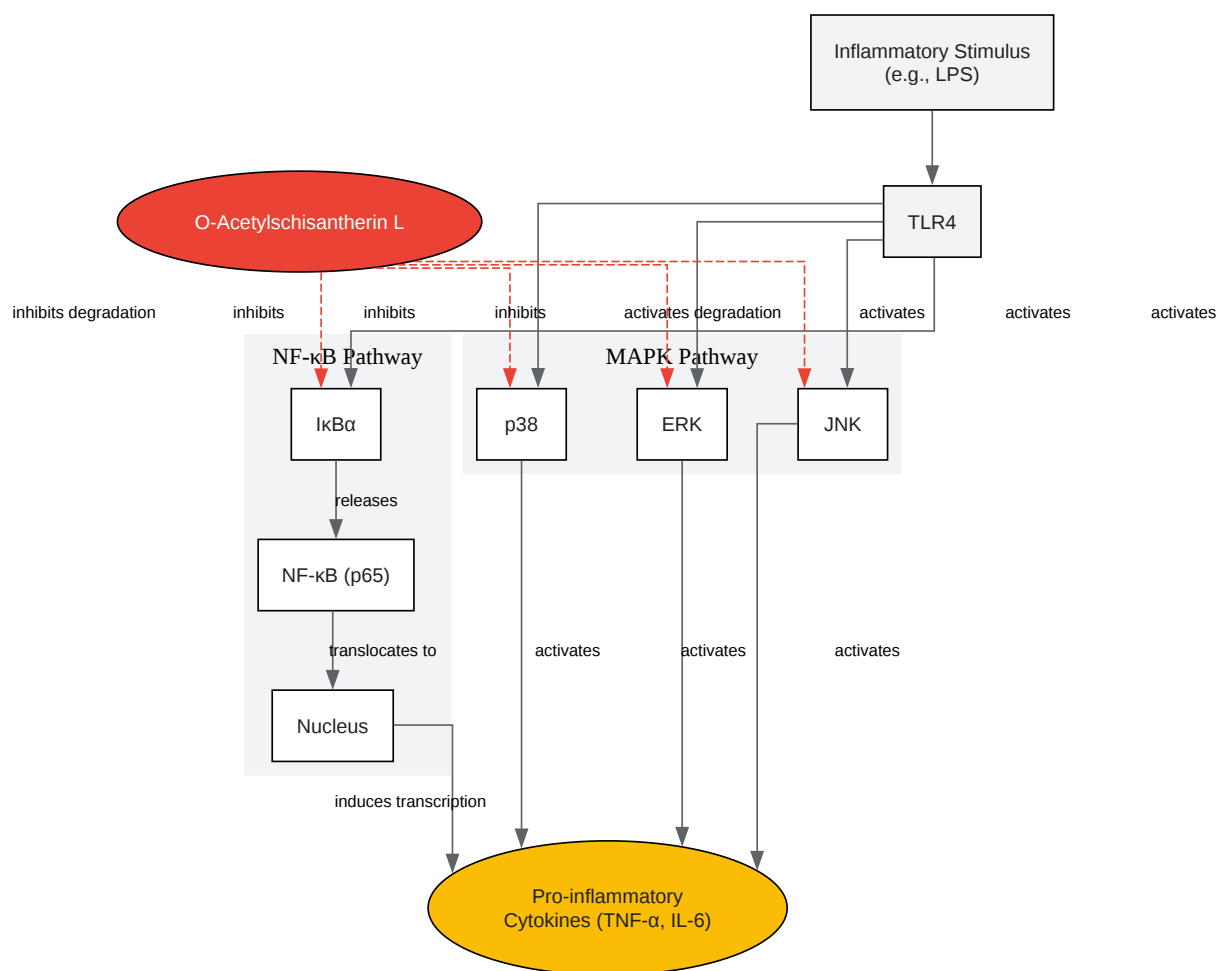 Inflammatory Stimulus
(e.g., LPS)
O-Acetylschisantherin L
TLR4
inhibits degradation
inhibits
inhibits
inhibits
activates degradation
activates
activates
activates
NF-κB Pathway
MAPK Pathway
IκBα
p38
ERK
JNK
releases
NF-κB (p65)
translocates to
activates
activates
activates
Nucleus
induces transcription
Pro-inflammatory
Cytokines (TNF-α, IL-6)